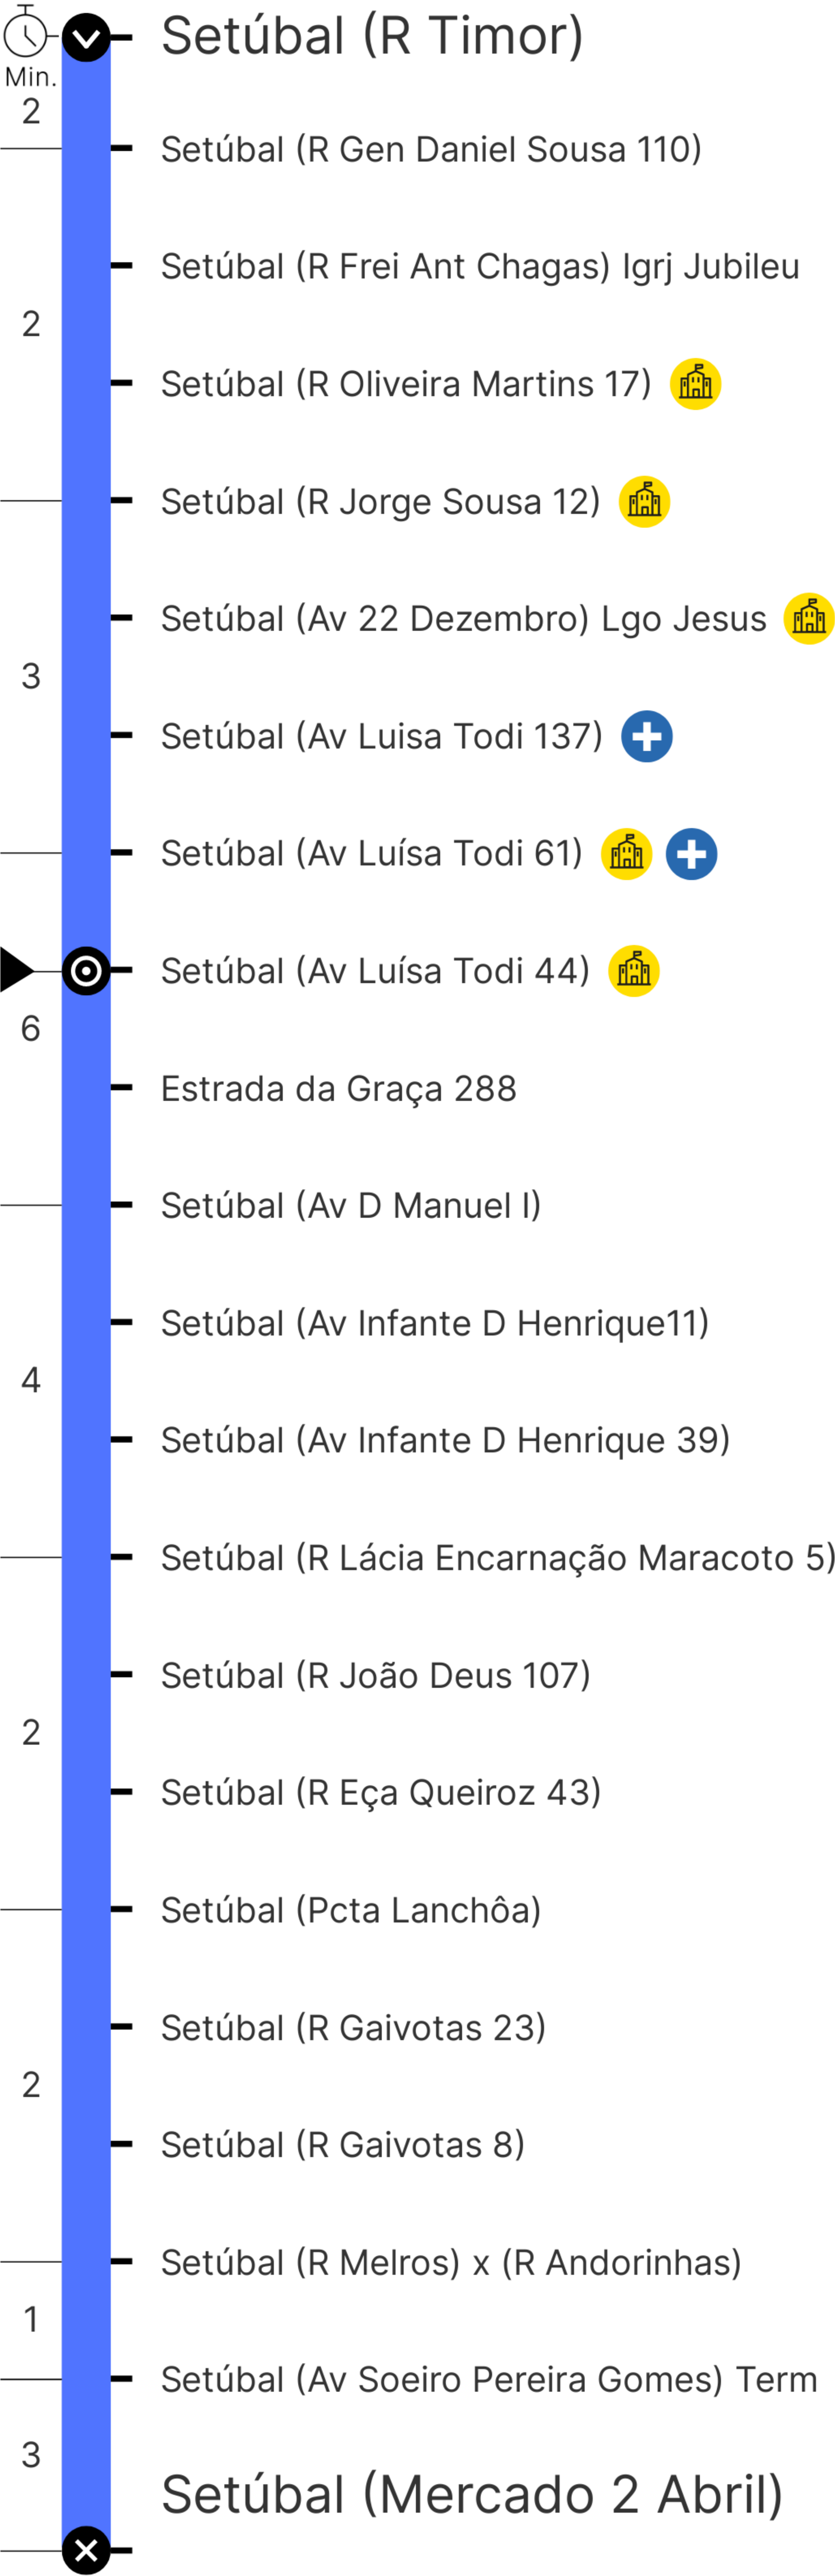 Setúbal (R Timor)
Min.
2
Setúbal (R Gen Daniel Sousa 110)
Setúbal (R Frei Ant Chagas) Igrj Jubileu
2
Setúbal (R Oliveira Martins 17)
Setúbal (R Jorge Sousa 12)
Setúbal (Av 22 Dezembro) Lgo Jesus
3
Setúbal (Av Luisa Todi 137)
Setúbal (Av Luísa Todi 61)
Setúbal (Av Luísa Todi 44)
6
Estrada da Graça 288
Setúbal (Av D Manuel I)
Setúbal (Av Infante D Henrique11)
4
Setúbal (Av Infante D Henrique 39)
Setúbal (R Lácia Encarnação Maracoto 5)
Setúbal (R João Deus 107)
2
Setúbal (R Eça Queiroz 43)
Setúbal (Pcta Lanchôa)
Setúbal (R Gaivotas 23)
2
Setúbal (R Gaivotas 8)
Setúbal (R Melros) x (R Andorinhas)
1
Setúbal (Av Soeiro Pereira Gomes) Term
3
Setúbal (Mercado 2 Abril)